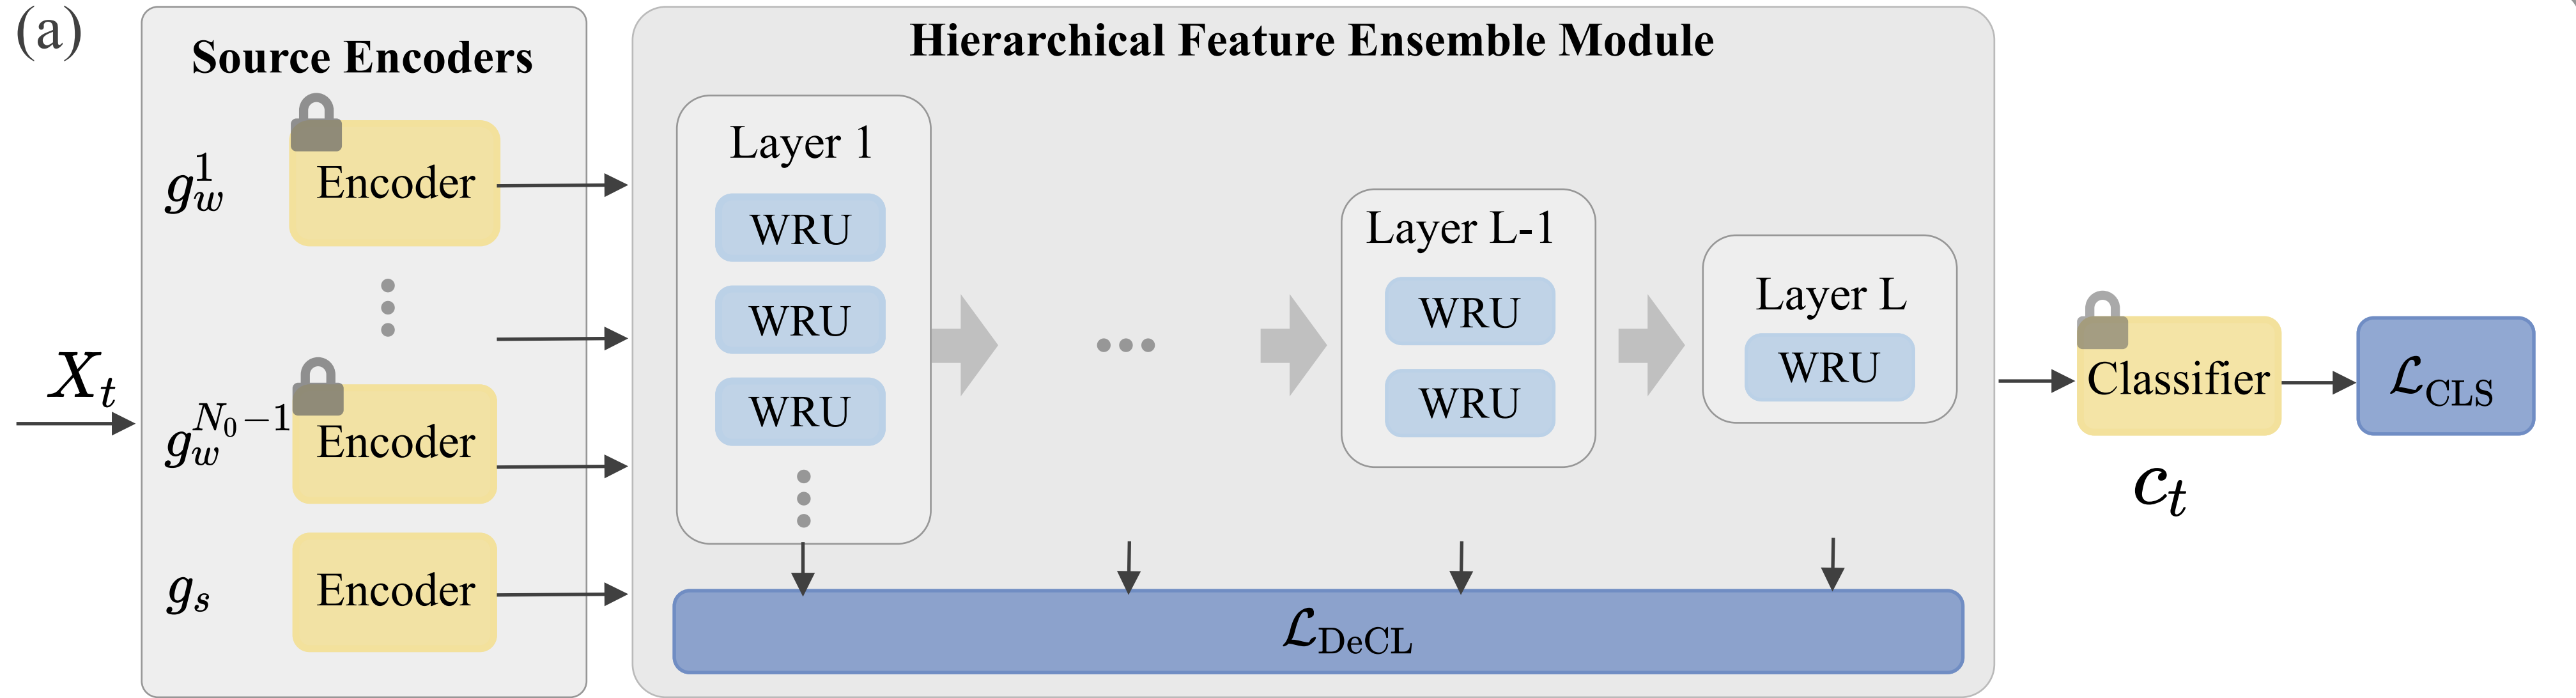 (a)
Source Encoders
g_w^1
Encoder
g_w^{N_0-1}
Encoder
g_s
Encoder
X_t
Hierarchical Feature Ensemble Module
Layer 1
WRU
WRU
WRU
Layer L-1
WRU
WRU
Layer L
WRU
ℒ_DeCL
Classifier
c_t
ℒ_CLS